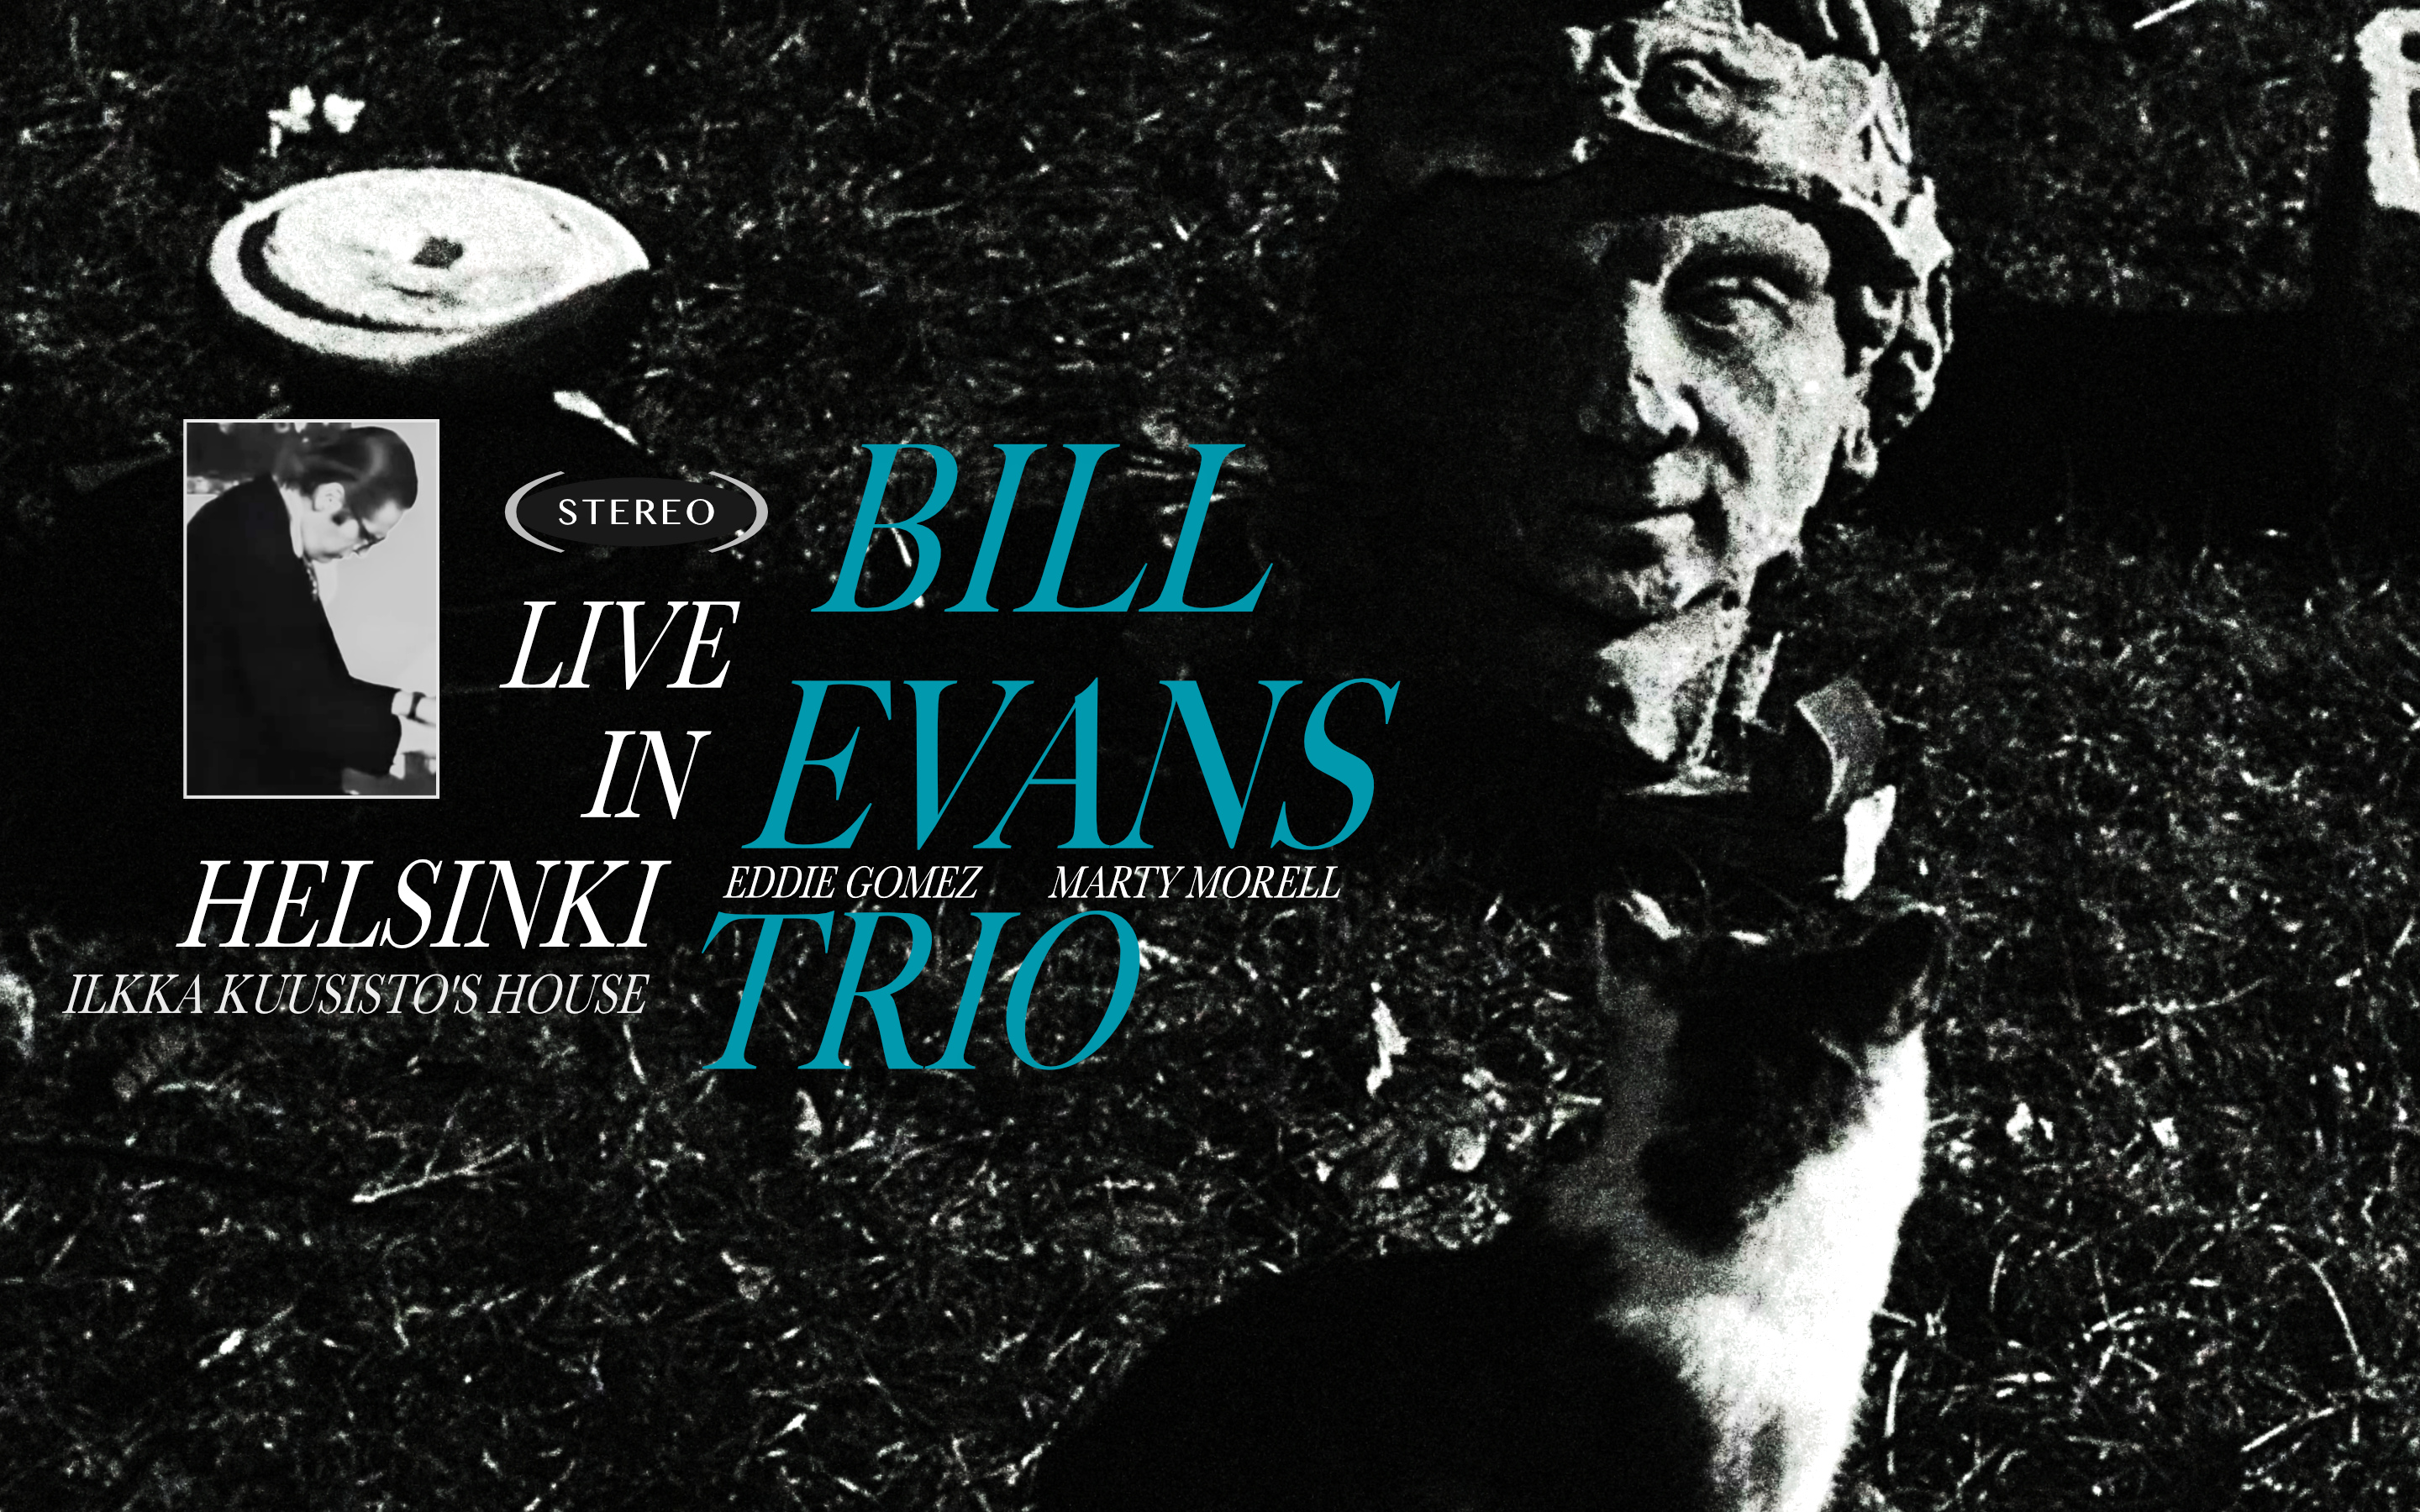 STEREO
LIVE
IN
HELSINKI
ILKKA KUUSISTO'S HOUSE
BILL
EVANS
EDDIE GOMEZ MARTY MORELL
TRIO